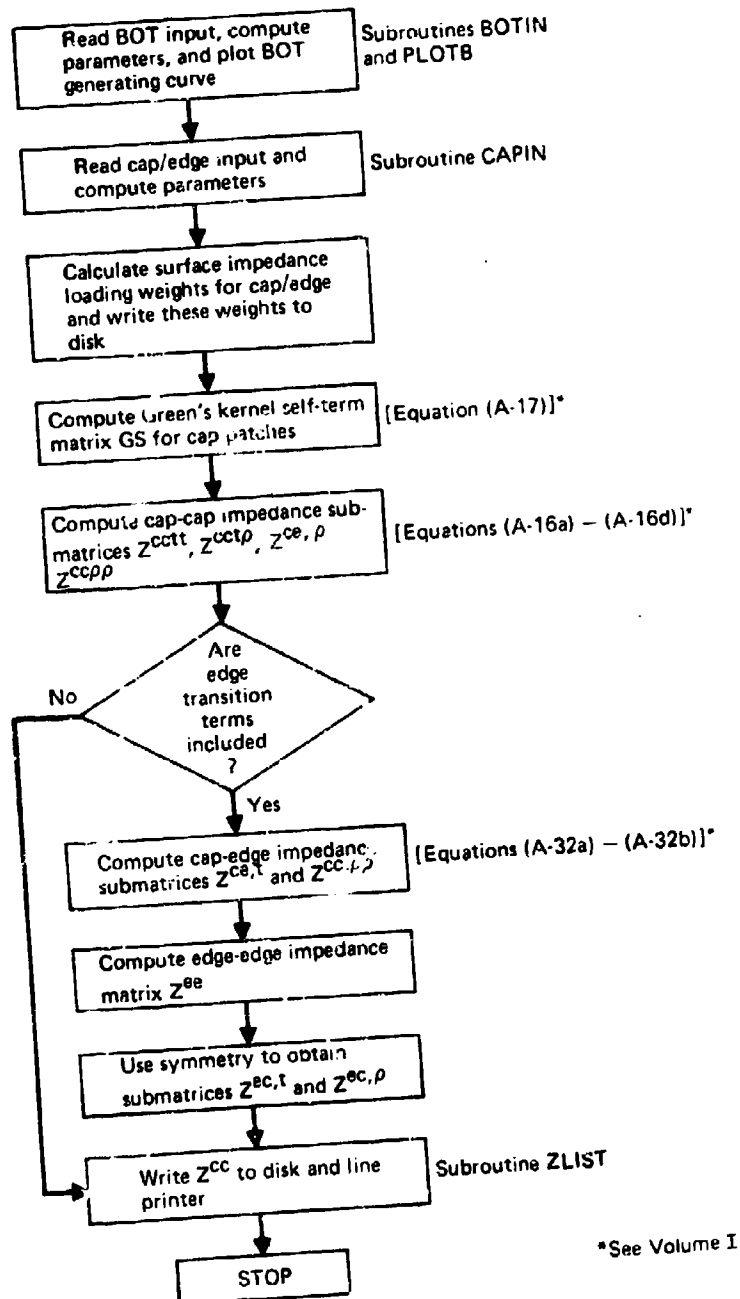 Read BOT input, compute
parameters, and plot BOT
generating curve
Subroutines BOTIN
and PLOTB
Read cap/edge input and
compute parameters
Subroutine CAPIN
Calculate surface impedance
loading weights for cap/edge
and write these weights to
disk
Compute Green's kernel self-term
matrix GS for cap patches
[Equation (A-17)]*
Compute cap-cap impedance sub-
matrices Z^cctt, Z^cctρ, Z^ce,ρ
Z^ccρρ
[Equations (A-16a) – (A-16d)]*
Are
edge
transition
terms
included
?
No
Yes
Compute cap-edge impedance
submatrices Z^ce,t and
[Equations (A-32a) – (A-32b)]*
Compute edge-edge impedance
matrix Z^ee
Use symmetry to obtain
submatrices Z^ec,t and Z^ec,ρ
Write Z^cc to disk and line
printer
Subroutine ZLIST
STOP
*See Volume I